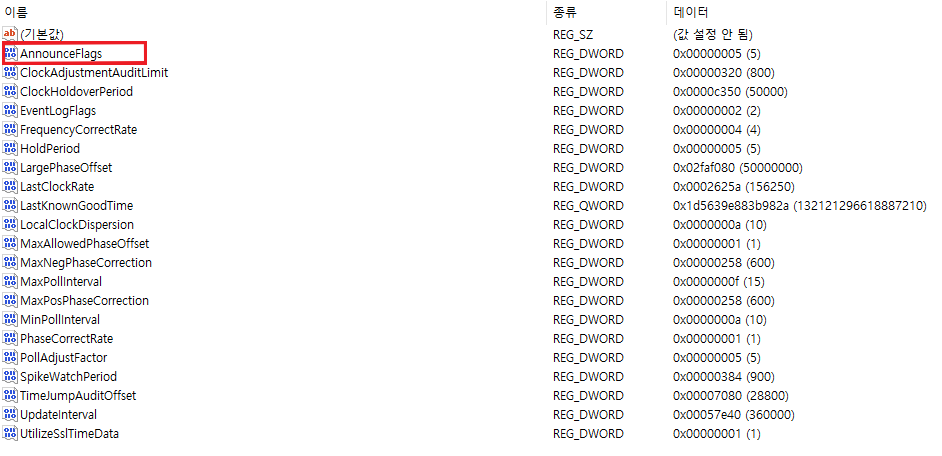 이름 종류 데이터
(기본값) REG_SZ (값 설정 안 됨)
AnnounceFlags REG_DWORD 0x00000005 (5)
ClockAdjustmentAuditLimit REG_DWORD 0x00000320 (800)
ClockHoldoverPeriod REG_DWORD 0x0000c350 (50000)
EventLogFlags REG_DWORD 0x00000002 (2)
FrequencyCorrectRate REG_DWORD 0x00000004 (4)
HoldPeriod REG_DWORD 0x00000005 (5)
LargePhaseOffset REG_DWORD 0x02faf080 (50000000)
LastClockRate REG_DWORD 0x0002625a (156250)
LastKnownGoodTime REG_QWORD 0x1d5639e883b982a (132121296618887210)
LocalClockDispersion REG_DWORD 0x0000000a (10)
MaxAllowedPhaseOffset REG_DWORD 0x00000001 (1)
MaxNegPhaseCorrection REG_DWORD 0x00000258 (600)
MaxPollInterval REG_DWORD 0x0000000f (15)
MaxPosPhaseCorrection REG_DWORD 0x00000258 (600)
MinPollInterval REG_DWORD 0x0000000a (10)
PhaseCorrectRate REG_DWORD 0x00000001 (1)
PollAdjustFactor REG_DWORD 0x00000005 (5)
SpikeWatchPeriod REG_DWORD 0x00000384 (900)
TimeJumpAuditOffset REG_DWORD 0x00007080 (28800)
UpdateInterval REG_DWORD 0x00057e40 (360000)
UtilizeSslTimeData REG_DWORD 0x00000001 (1)